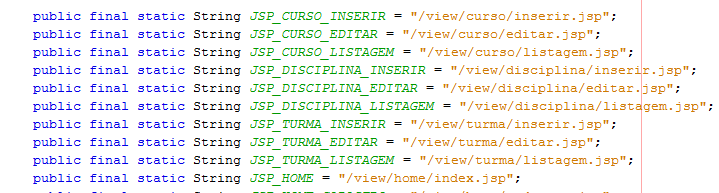 public final static String JSP_CURSO_INSERIR = "/view/curso/inserir.jsp";
public final static String JSP_CURSO_EDITAR = "/view/curso/editar.jsp";
public final static String JSP_CURSO_LISTAGEM = "/view/curso/listagem.jsp";
public final static String JSP_DISCIPLINA_INSERIR = "/view/disciplina/inserir.jsp";
public final static String JSP_DISCIPLINA_EDITAR = "/view/disciplina/editar.jsp";
public final static String JSP_DISCIPLINA_LISTAGEM = "/view/disciplina/listagem.jsp";
public final static String JSP_TURMA_INSERIR = "/view/turma/inserir.jsp";
public final static String JSP_TURMA_EDITAR = "/view/turma/editar.jsp";
public final static String JSP_TURMA_LISTAGEM = "/view/turma/listagem.jsp";
public final static String JSP_HOME = "/view/home/index.jsp";